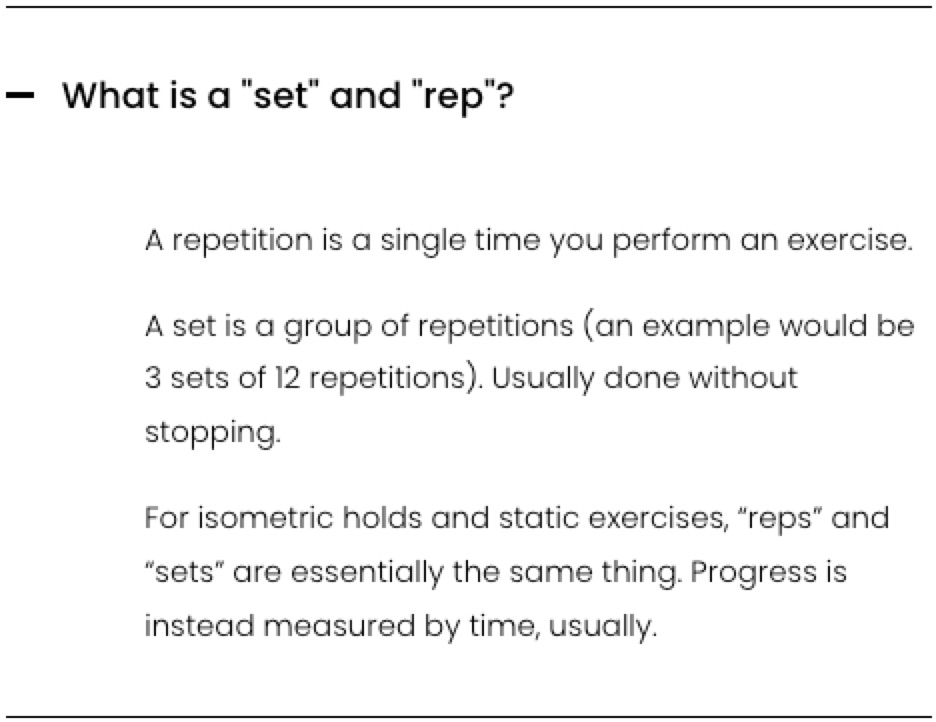 What is a "set" and "rep"?
A repetition is a single time you perform an exercise.
A set is a group of repetitions (an example would be
3 sets of 12 repetitions). Usually done without
stopping.
For isometric holds and static exercises, “reps” and
“sets” are essentially the same thing. Progress is
instead measured by time, usually.